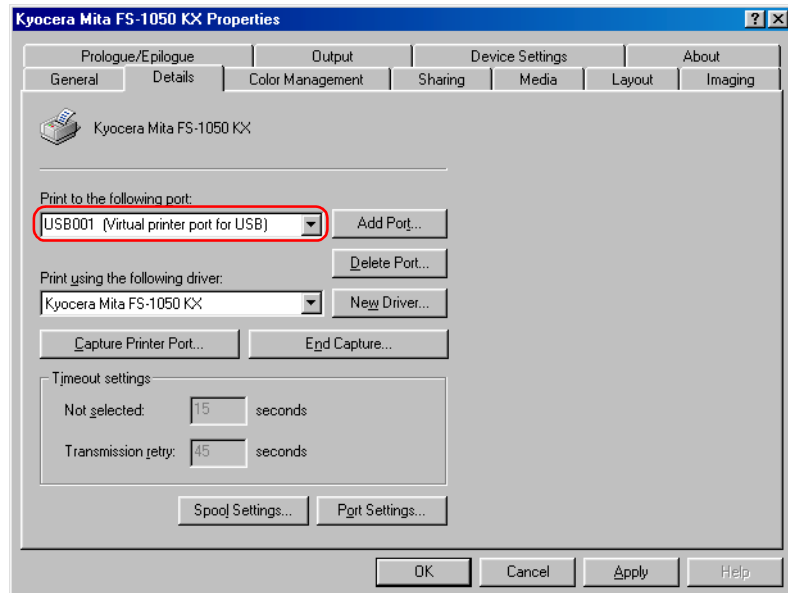 Kyocera Mita FS-1050 KX Properties
Prologue/Epilogue Output Device Settings About
General Details Color Management Sharing Media Layout Imaging
Kyocera Mita FS-1050 KX
Print to the following port:
USB001 (Virtual printer port for USB) Add Port...
Delete Port...
Print using the following driver:
Kyocera Mita FS-1050 KX New Driver...
Capture Printer Port... End Capture...
Timeout settings
Not selected: 15 seconds
Transmission retry: 45 seconds
Spool Settings... Port Settings...
OK Cancel Apply Help